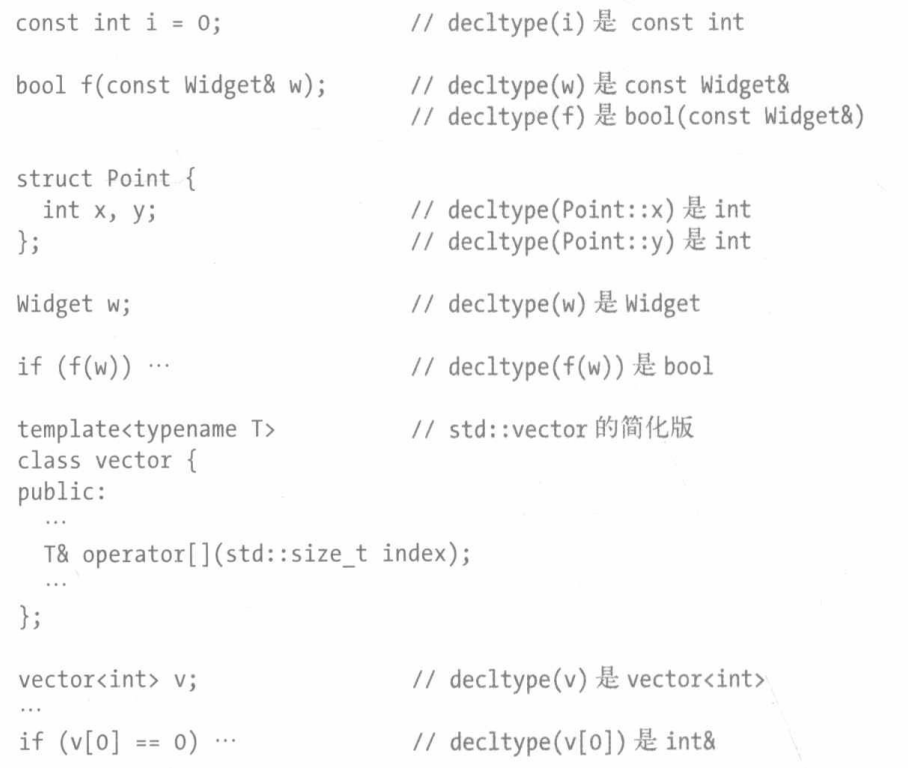 const int i = 0; // decltype(i) 是 const int
bool f(const Widget& w); // decltype(w) 是 const Widget&
// decltype(f) 是 bool(const Widget&)
struct Point {
int x, y; // decltype(Point::x) 是 int
}; // decltype(Point::y) 是 int
Widget w; // decltype(w) 是 Widget
if (f(w)) … // decltype(f(w)) 是 bool
template<typename T> // std::vector 的简化版
class vector {
public:
…
T& operator[](std::size_t index);
…
};
vector<int> v; // decltype(v) 是 vector<int>
…
if (v[0] == 0) … // decltype(v[0]) 是 int&